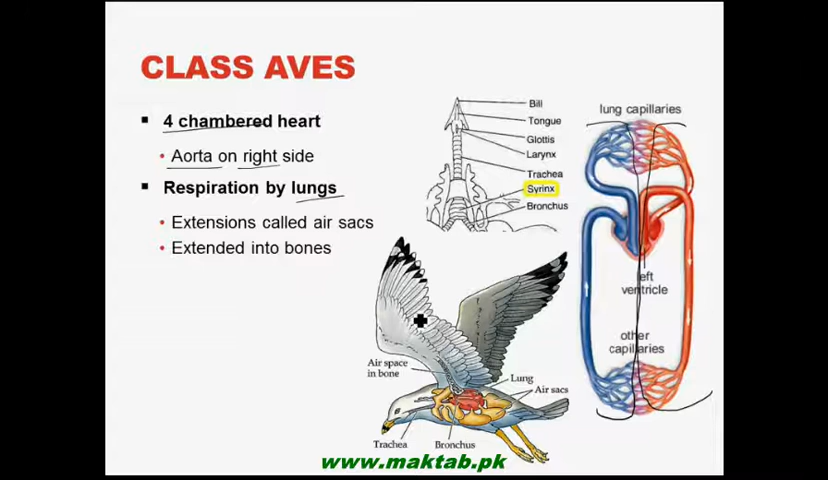 CLASS AVES
▪ 4 chambered heart
• Aorta on right side
▪ Respiration by lungs
• Extensions called air sacs
• Extended into bones
Bill
Tongue
Glottis
Larynx
Trachea
Syrinx
Bronchus
lung capillaries
left
ventricle
other
capillaries
Air space
in bone
Lung
Air sacs
Trachea
Bronchus
www.maktab.pk